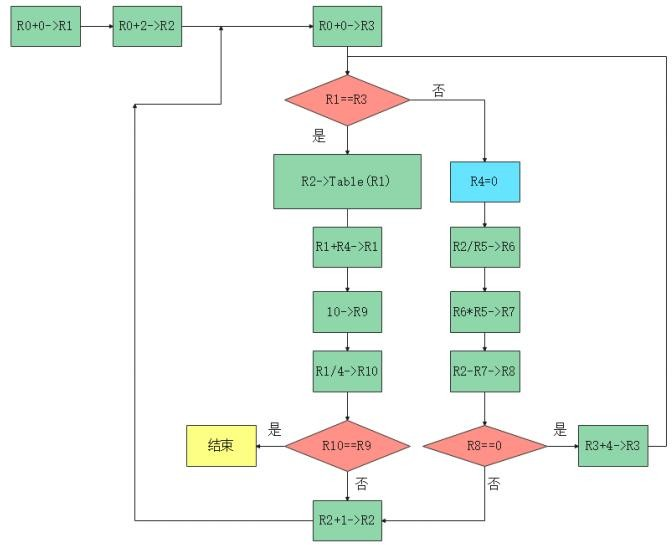 R0+0->R1
R0+2->R2
R0+0->R3
R1==R3
否
是
R2->Table(R1)
R4=0
R1+R4->R1
R2/R5->R6
10->R9
R6*R5->R7
R1/4->R10
R2-R7->R8
结束
是
R10==R9
R8==0
是
R3+4->R3
否
否
R2+1->R2